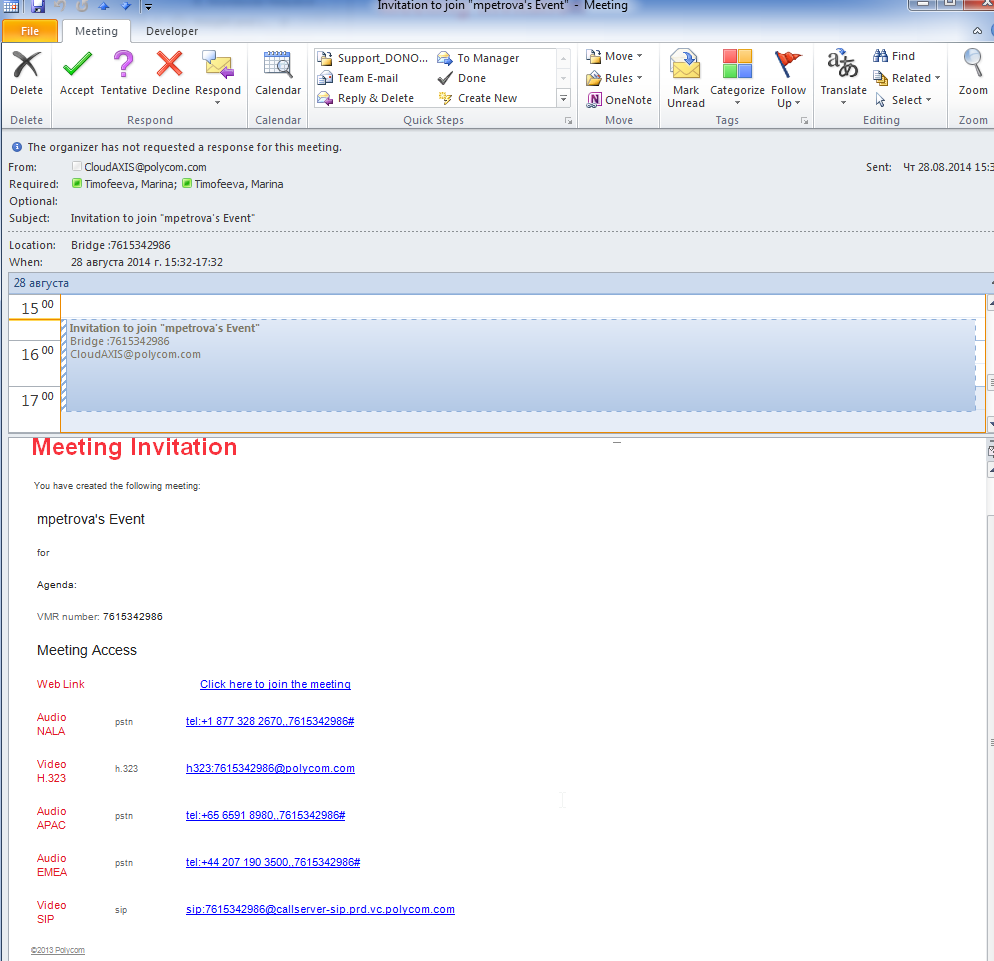 Invitation to join "mpetrova's Event" - Meeting
File Meeting Developer
Delete Accept Tentative Decline Respond Calendar
Support_DONO... To Manager
Team E-mail Done
Reply & Delete Create New
Move
Rules
OneNote
Mark Unread Categorize Follow Up
Translate
Find
Related
Select
Zoom
Delete Respond Calendar Quick Steps Move Tags Editing Zoom
The organizer has not requested a response for this meeting.
From: CloudAXIS@polycom.com Sent: Чт 28.08.2014 15:3
Required: Timofeeva, Marina; Timofeeva, Marina
Optional:
Subject: Invitation to join "mpetrova's Event"
Location: Bridge :7615342986
When: 28 августа 2014 г. 15:32-17:32
28 августа
15 00
Invitation to join "mpetrova's Event"
Bridge :7615342986
16 00
CloudAXIS@polycom.com
17 00
Meeting Invitation
You have created the following meeting:
mpetrova's Event
for
Agenda:
VMR number: 7615342986
Meeting Access
Web Link Click here to join the meeting
Audio NALA pstn tel:+1 877 328 2670,,7615342986#
Video H.323 h.323 h323:7615342986@polycom.com
Audio APAC pstn tel:+65 6591 8980,,7615342986#
Audio EMEA pstn tel:+44 207 190 3500,,7615342986#
Video SIP sip sip:7615342986@callserver-sip.prd.vc.polycom.com
©2013 Polycom